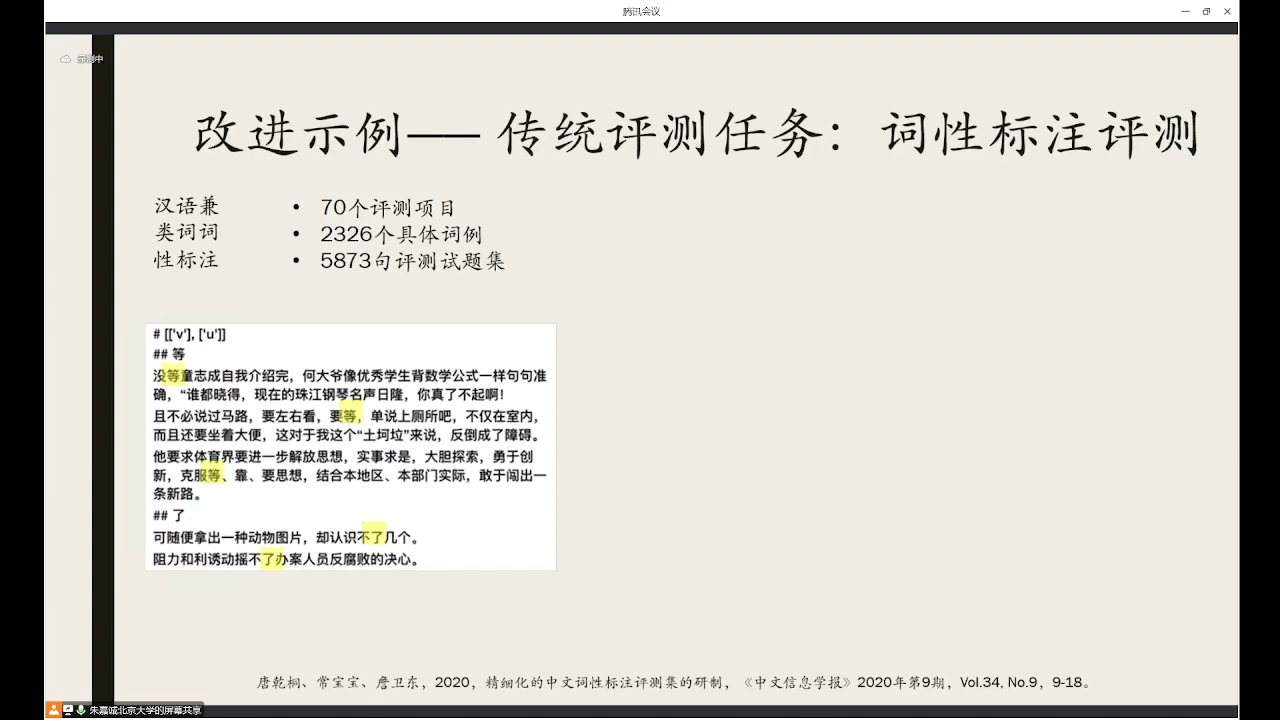 腾讯会议
录制中
改进示例—— 传统评测任务：词性标注评测
汉语兼
类词词
性标注
• 70个评测项目
• 2326个具体词例
• 5873句评测试题集
# [['v'], ['u']]
## 等
没等童志成自我介绍完，何大爷像优秀学生背数学公式一样句句准
确，“谁都晓得，现在的珠江钢琴名声日隆，你真了不起啊！
且不必说过马路，要左右看，要等，单说上厕所吧，不仅在室内，
而且还要坐着大便，这对于我这个“土坷垃”来说，反倒成了障碍。
他要求体育界要进一步解放思想，实事求是，大胆探索，勇于创
新，克服等、靠、要思想，结合本地区、本部门实际，敢于闯出一
条新路。
## 了
可随便拿出一种动物图片，却认识不了几个。
阻力和利诱动摇不了办案人员反腐败的决心。
唐乾桐、常宝宝、詹卫东，2020，精细化的中文词性标注评测集的研制，《中文信息学报》2020年第9期，Vol.34, No.9，9-18。
朱嘉诚北京大学的屏幕共享